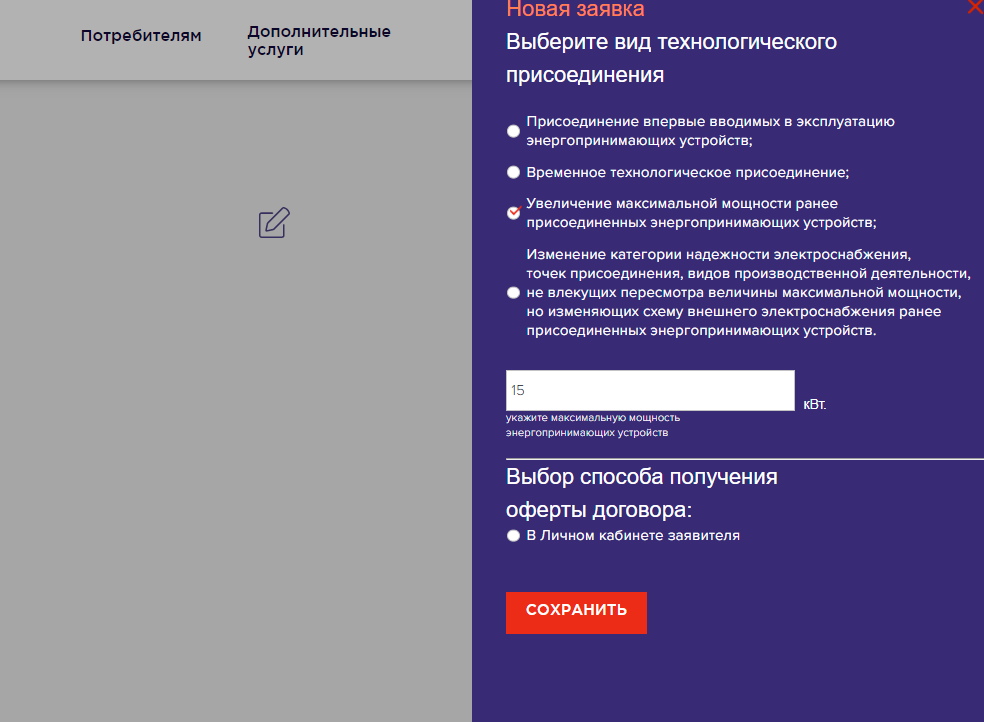 Потребителям
Дополнительные
услуги
Новая заявка
Выберите вид технологического
присоединения
Присоединение впервые вводимых в эксплуатацию
энергопринимающих устройств;
Временное технологическое присоединение;
Увеличение максимальной мощности ранее
присоединенных энергопринимающих устройств;
Изменение категории надежности электроснабжения,
точек присоединения, видов производственной деятельности,
не влекущих пересмотра величины максимальной мощности,
но изменяющих схему внешнего электроснабжения ранее
присоединенных энергопринимающих устройств.
15
кВт.
укажите максимальную мощность
энергопринимающих устройств
Выбор способа получения
оферты договора:
В Личном кабинете заявителя
СОХРАНИТЬ